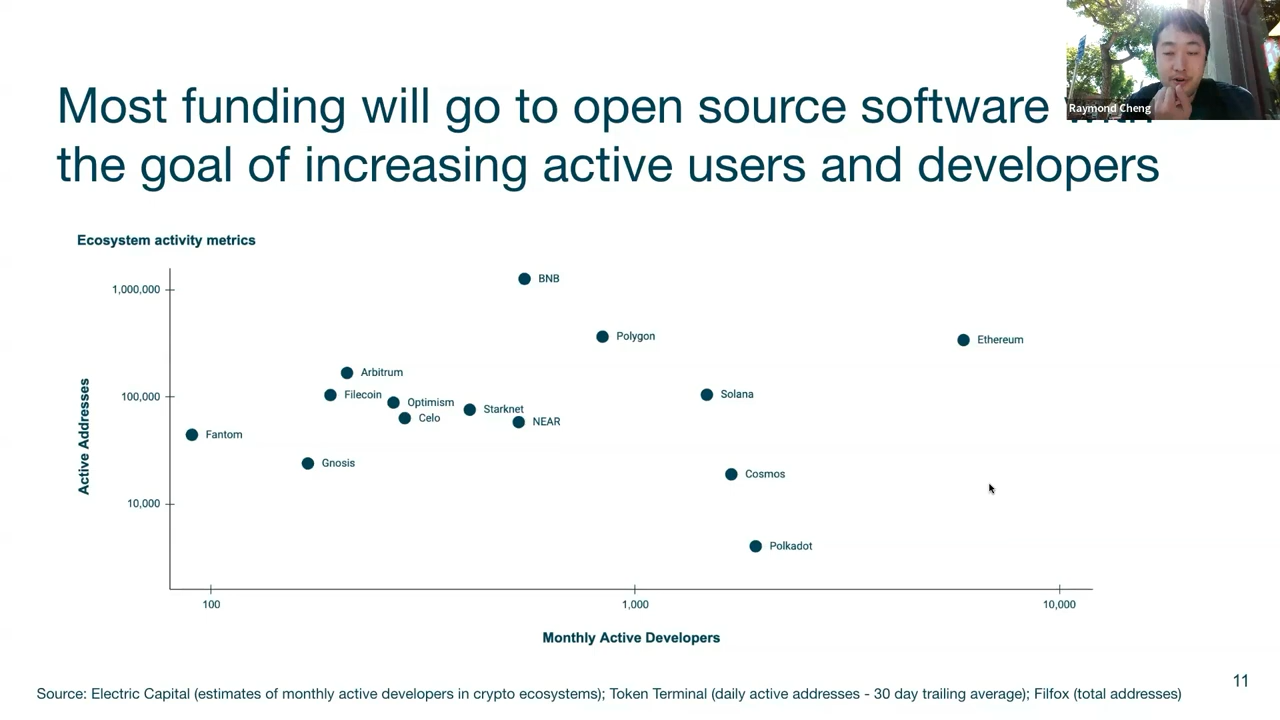 Most funding will go to open source software
the goal of increasing active users and developers
Raymond Cheng
Ecosystem activity metrics
BNB
1,000,000
Polygon
Ethereum
Arbitrum
Filecoin
Solana
100,000
Optimism
Starknet
Celo
NEAR
Fantom
Gnosis
Cosmos
10,000
Polkadot
Active Addresses
100
1,000
10,000
Monthly Active Developers
11
Source: Electric Capital (estimates of monthly active developers in crypto ecosystems); Token Terminal (daily active addresses - 30 day trailing average); Filfox (total addresses)